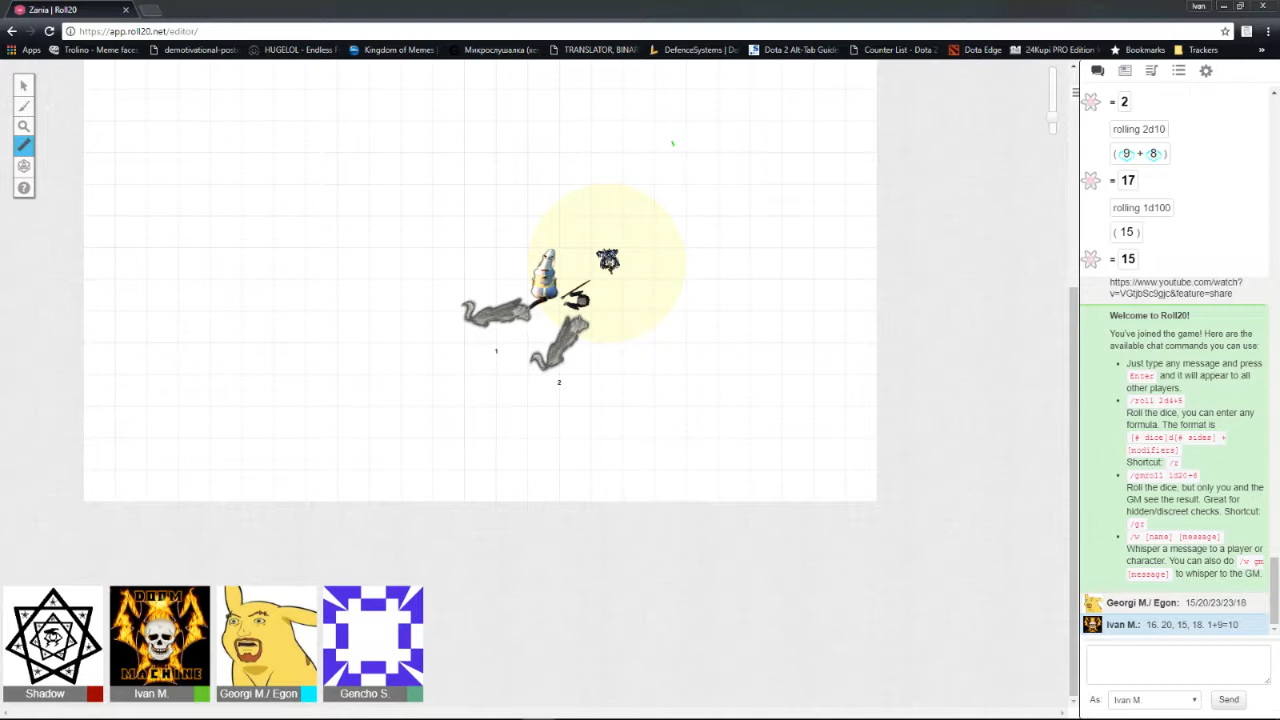 Zania | Roll20
Ivan
https://app.roll20.net/editor/
Apps
Trolino - Meme faces
demotivational-post
HUGELOL - Endless F
Kingdom of Memes |
Микрослушалка (ке
TRANSLATOR, BINAR
DefenceSystems | Do
Dota 2 Alt-Tab Guide
Counter List - Dota 2
Dota Edge
24Kupi PRO Edition
Bookmarks
Trackers
= 2
rolling 2d10
( 9 + 8 )
= 17
rolling 1d100
( 15 )
= 15
https://www.youtube.com/watch?
v=VGtjbSc9gjc&feature=share
Welcome to Roll20!
You've joined the game! Here are the
available chat commands you can use:
Just type any message and press
Enter and it will appear to all
other players.
/roll 2d4+5
Roll the dice, you can enter any
formula. The format is
[# dice]d[# sides] +
[modifiers]
Shortcut: /r
/gmroll 1d20+6
Roll the dice, but only you and the
GM see the result. Great for
hidden/discreet checks. Shortcut:
/gr
/w [name] [message]
Whisper a message to a player or
character. You can also do /w gm
[message] to whisper to the GM.
Georgi M./ Egon: 15/20/23/23/18
Ivan M.: 16. 20, 15, 18. 1+9=10
As: Ivan M. Send
1
2
DOOM
MACHINE
Shadow
Ivan M.
Georgi M / Egon
Gencho S.